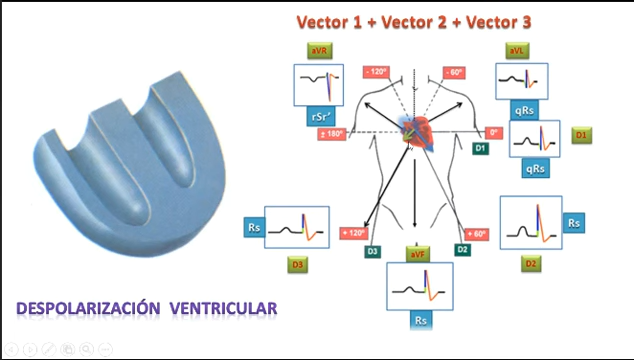 Vector 1 + Vector 2 + Vector 3
aVR
aVL
- 120º
- 60º
rSr'
qRs
± 180º
0º
D1
D1
qRs
Rs
+ 120º
+ 60º
Rs
D3
D2
D3
aVF
D2
Rs
DESPOLARIZACIÓN VENTRICULAR